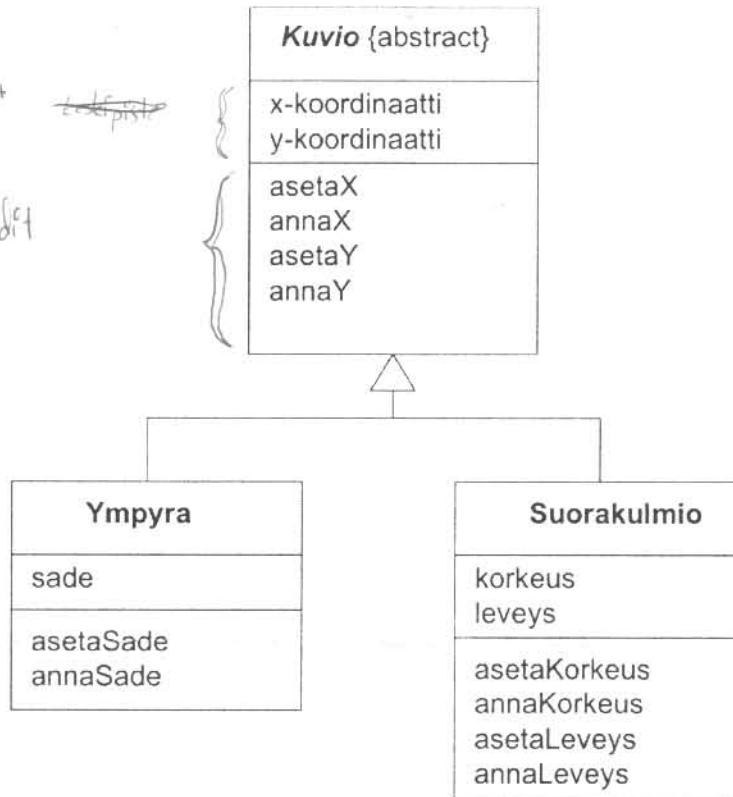 Kuvio {abstract}
x-koordinaatti
y-koordinaatti
asetaX
annaX
asetaY
annaY
Ympyra
sade
asetaSade
annaSade
Suorakulmio
korkeus
leveys
asetaKorkeus
annaKorkeus
asetaLeveys
annaLeveys